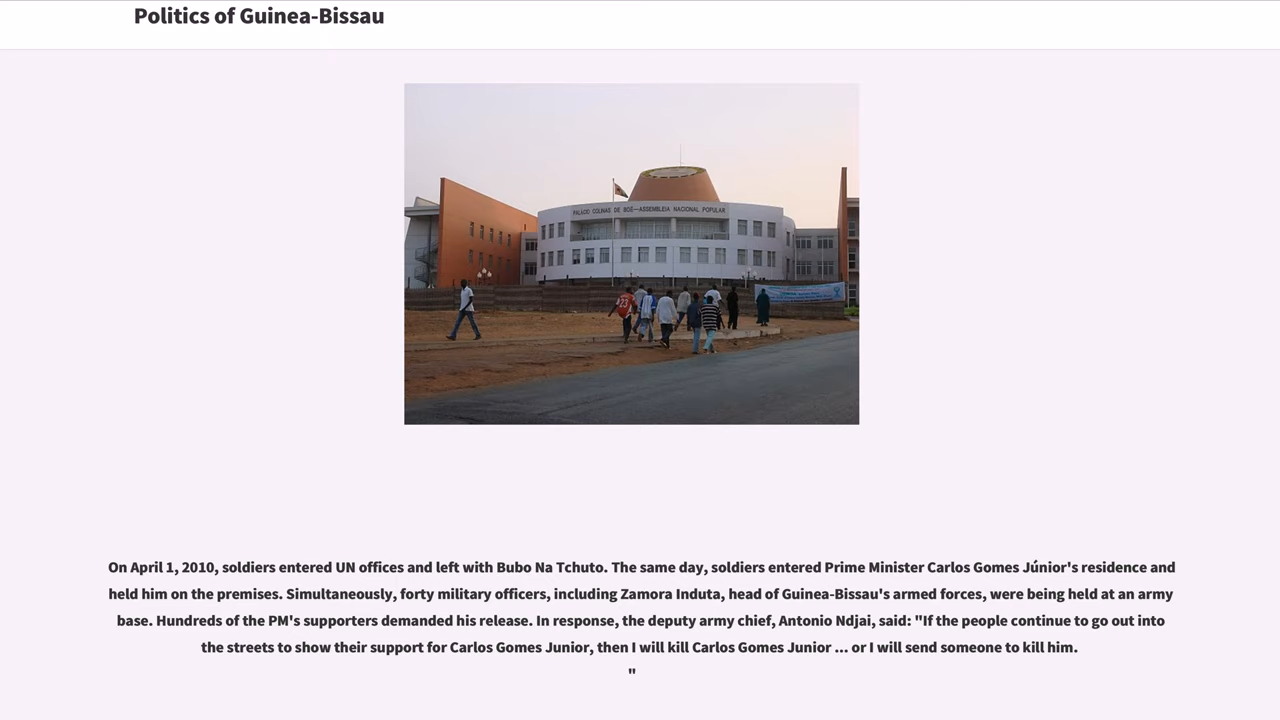 Politics of Guinea-Bissau
PALACIO COLINAS DE BOE—ASSEMBLEIA NACIONAL POPULAR
23
On April 1, 2010, soldiers entered UN offices and left with Bubo Na Tchuto. The same day, soldiers entered Prime Minister Carlos Gomes Júnior's residence and
held him on the premises. Simultaneously, forty military officers, including Zamora Induta, head of Guinea-Bissau's armed forces, were being held at an army
base. Hundreds of the PM's supporters demanded his release. In response, the deputy army chief, Antonio Ndjai, said: "If the people continue to go out into
the streets to show their support for Carlos Gomes Junior, then I will kill Carlos Gomes Junior ... or I will send someone to kill him.
"